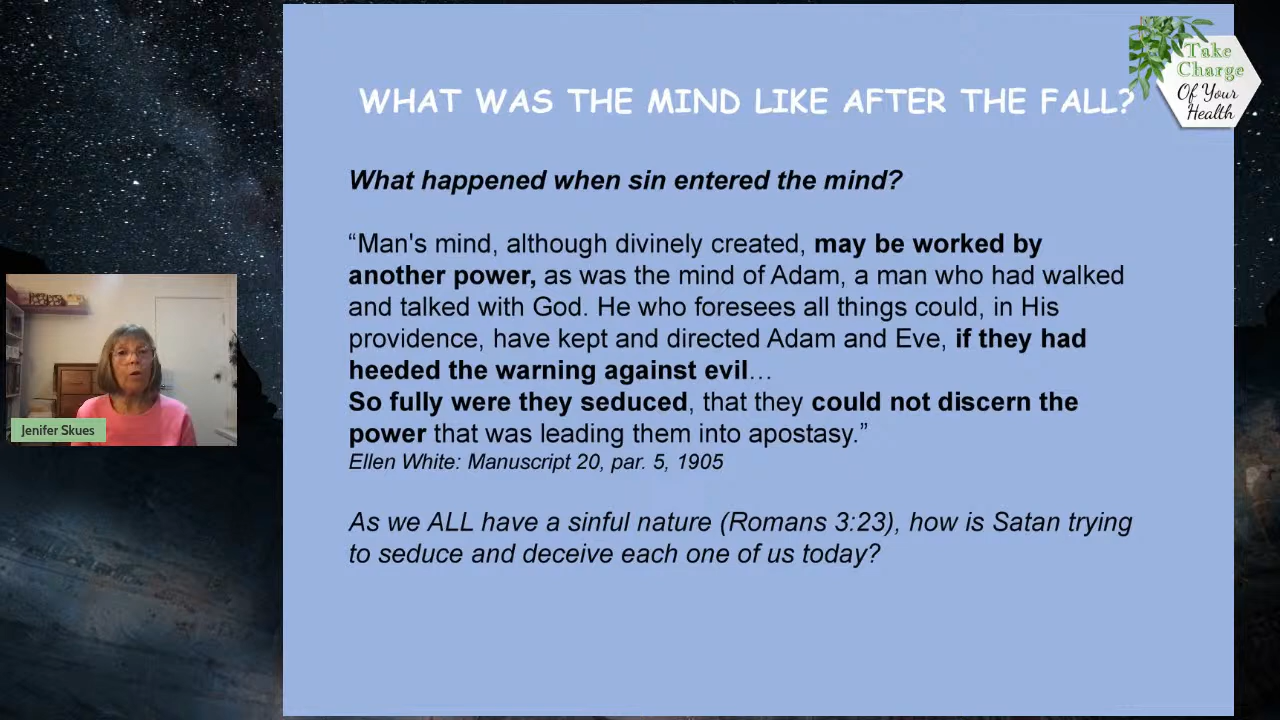 WHAT WAS THE MIND LIKE AFTER THE FALL?
Take
Charge
Of Your
Health
What happened when sin entered the mind?
“Man's mind, although divinely created, may be worked by
another power, as was the mind of Adam, a man who had walked
and talked with God. He who foresees all things could, in His
providence, have kept and directed Adam and Eve, if they had
heeded the warning against evil…
So fully were they seduced, that they could not discern the
power that was leading them into apostasy.”
Ellen White: Manuscript 20, par. 5, 1905
As we ALL have a sinful nature (Romans 3:23), how is Satan trying
to seduce and deceive each one of us today?
Jenifer Skues